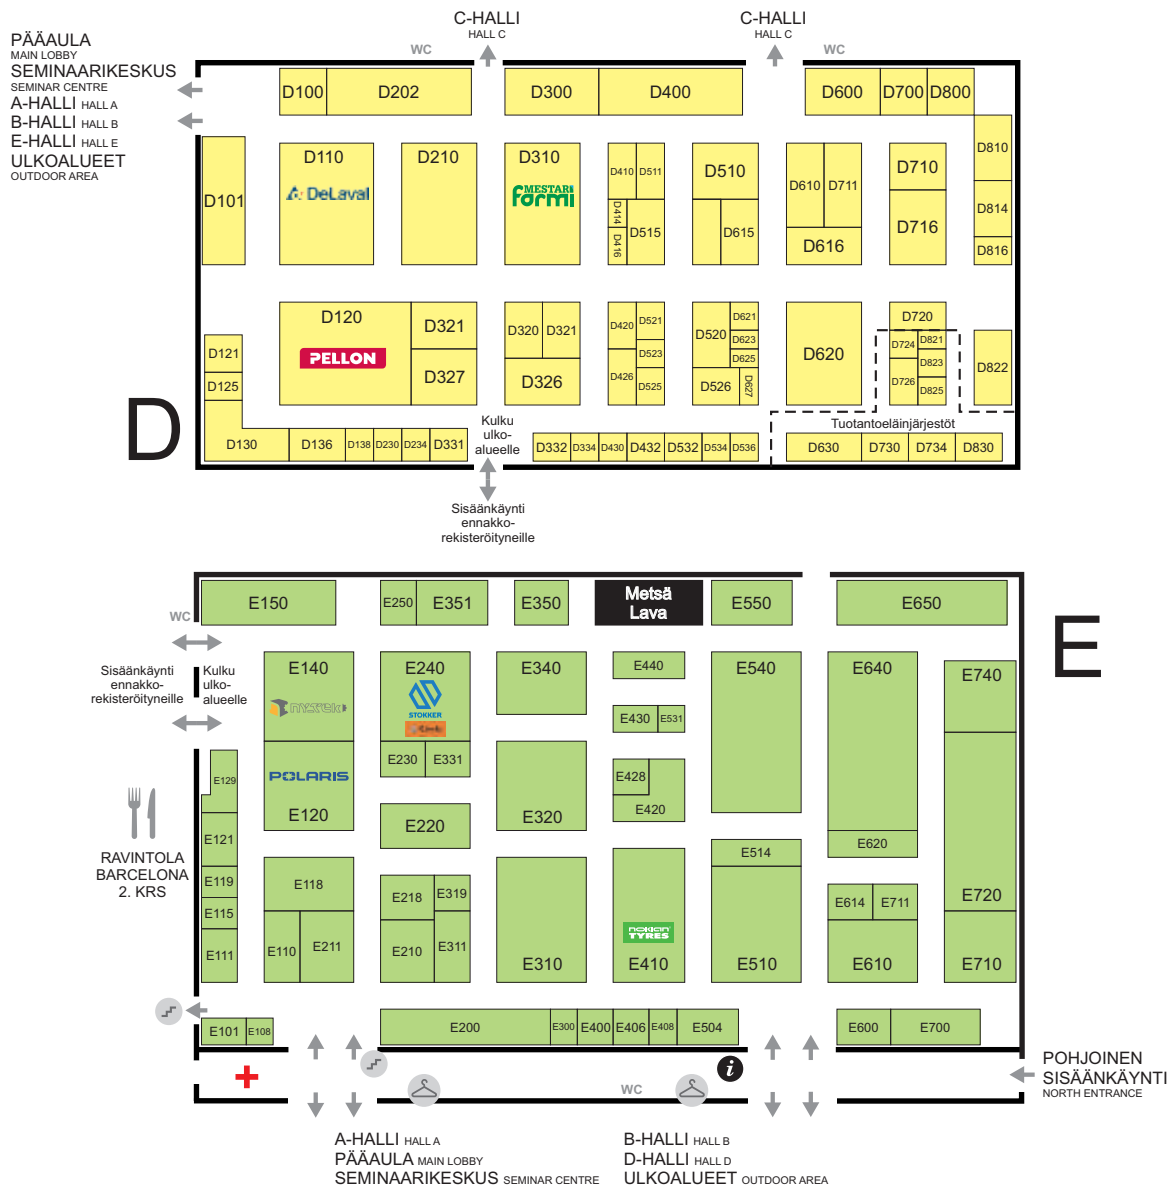 C-HALLI
HALL C
C-HALLI
HALL C
WC
WC
PÄÄAULA
MAIN LOBBY
SEMINAARIKESKUS
SEMINAR CENTRE
A-HALLI HALL A
B-HALLI HALL B
E-HALLI HALL E
ULKOALUEET
OUTDOOR AREA
D100 D202 D300 D400 D600 D700 D800
D810
D101 D110 D210 D310 D410 D511 D510 D610 D711 D710
DeLaval
MESTARI
farmi
D414 D416 D515 D615 D616 D716 D814
D816
D120 D321 D320 D321 D420 D521 D520 D621 D620 D720
PELLON
D623 D724 D821
D121 D327 D326 D523 D625 D823 D822
D125 D426 D525 D526 D627 D726 D825
D
Kulku
ulko-
alueelle
Tuotantoeläinjärjestöt
D130 D136 D138 D230 D234 D331 D332 D334 D430 D432 D532 D534 D536 D630 D730 D734 D830
Sisäänkäynti
ennakko-
rekisteröityneille
E
E150 E250 E351 E350 Metsä
Lava
E550 E650
WC
Sisäänkäynti
ennakko-
rekisteröityneille
Kulku
ulko-
alueelle
E140 E240 E340 E440 E540 E640 E740
STOKKER
E430 E531
E230 E331
POLARIS
E129 E428
E120 E220 E320 E420
E121 E514 E620
RAVINTOLA
BARCELONA
2. KRS
E119 E118 E218 E319 E614 E711 E720
E115
NOKIAN
TYRES
E111 E110 E211 E210 E311 E310 E410 E510 E610 E710
E101 E108 E200 E300 E400 E406 E408 E504 E600 E700
i
WC
POHJOINEN
SISÄÄNKÄYNTI
NORTH ENTRANCE
A-HALLI HALL A
PÄÄAULA MAIN LOBBY
SEMINAARIKESKUS SEMINAR CENTRE
B-HALLI HALL B
D-HALLI HALL D
ULKOALUEET OUTDOOR AREA